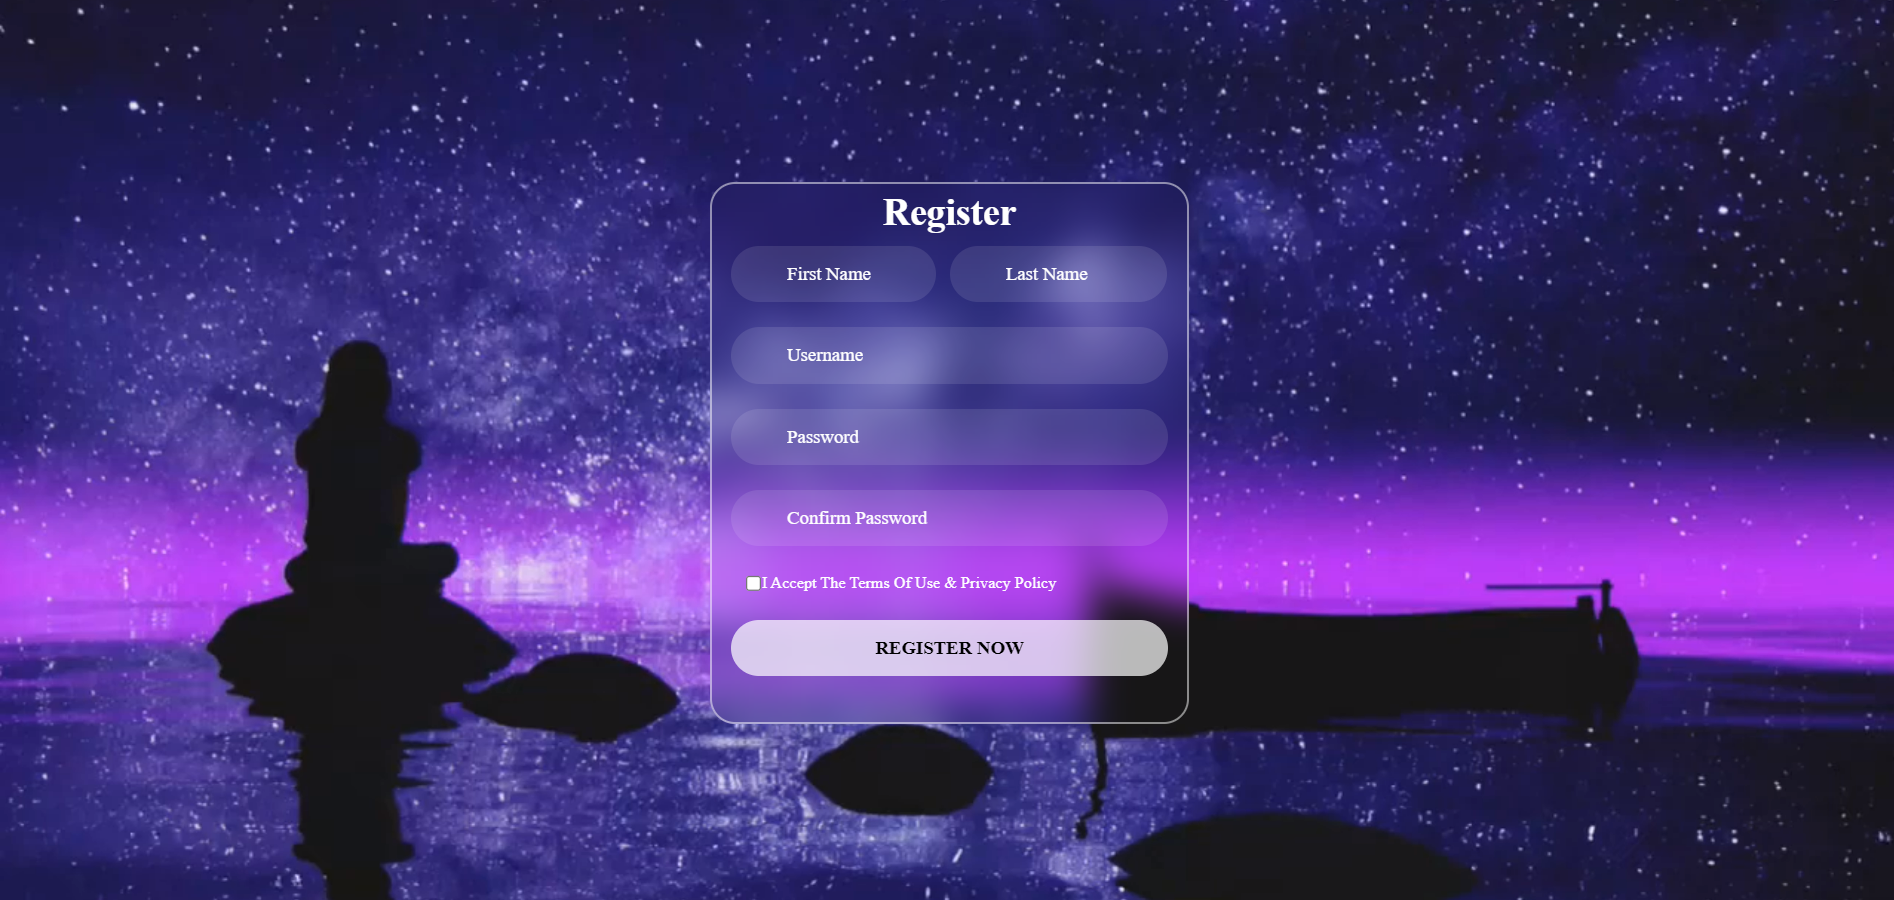 Register
First Name
Last Name
Username
Password
Confirm Password
I Accept The Terms Of Use & Privacy Policy
REGISTER NOW